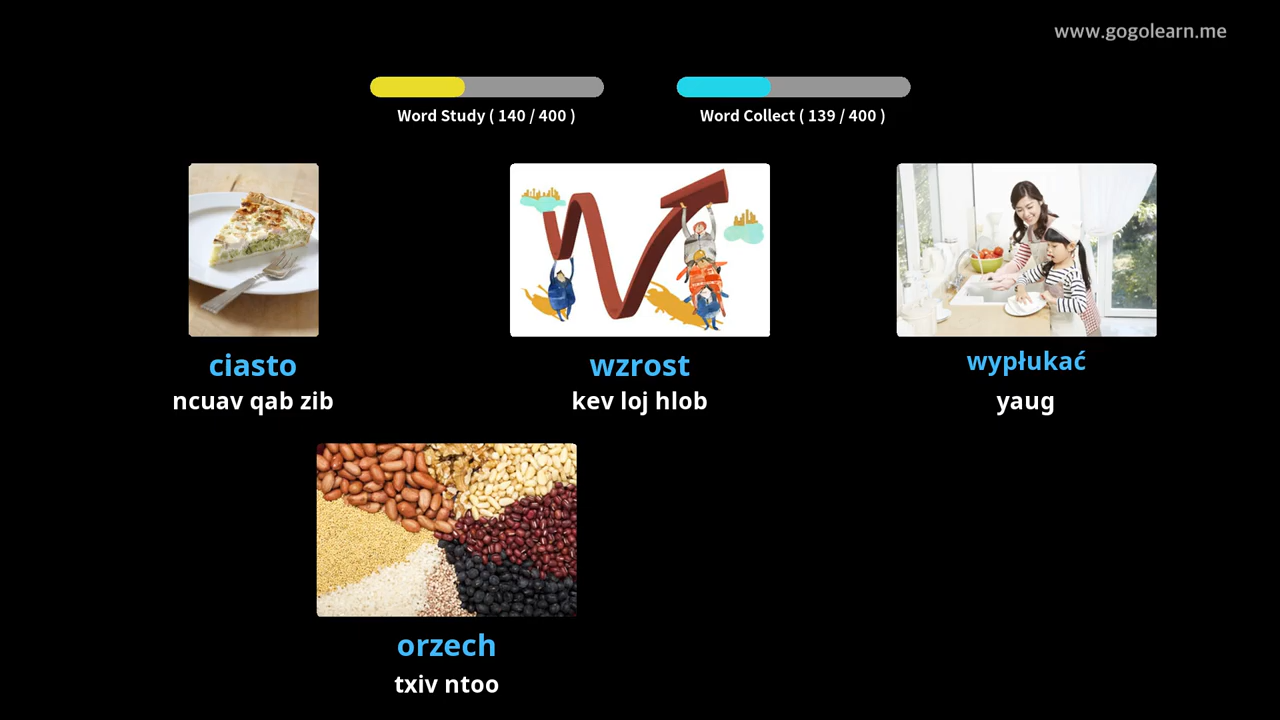 www.gogolearn.me
Word Study ( 140 / 400 )
Word Collect ( 139 / 400 )
ciasto
ncuav qab zib
wzrost
kev loj hlob
wypłukać
yaug
orzech
txiv ntoo